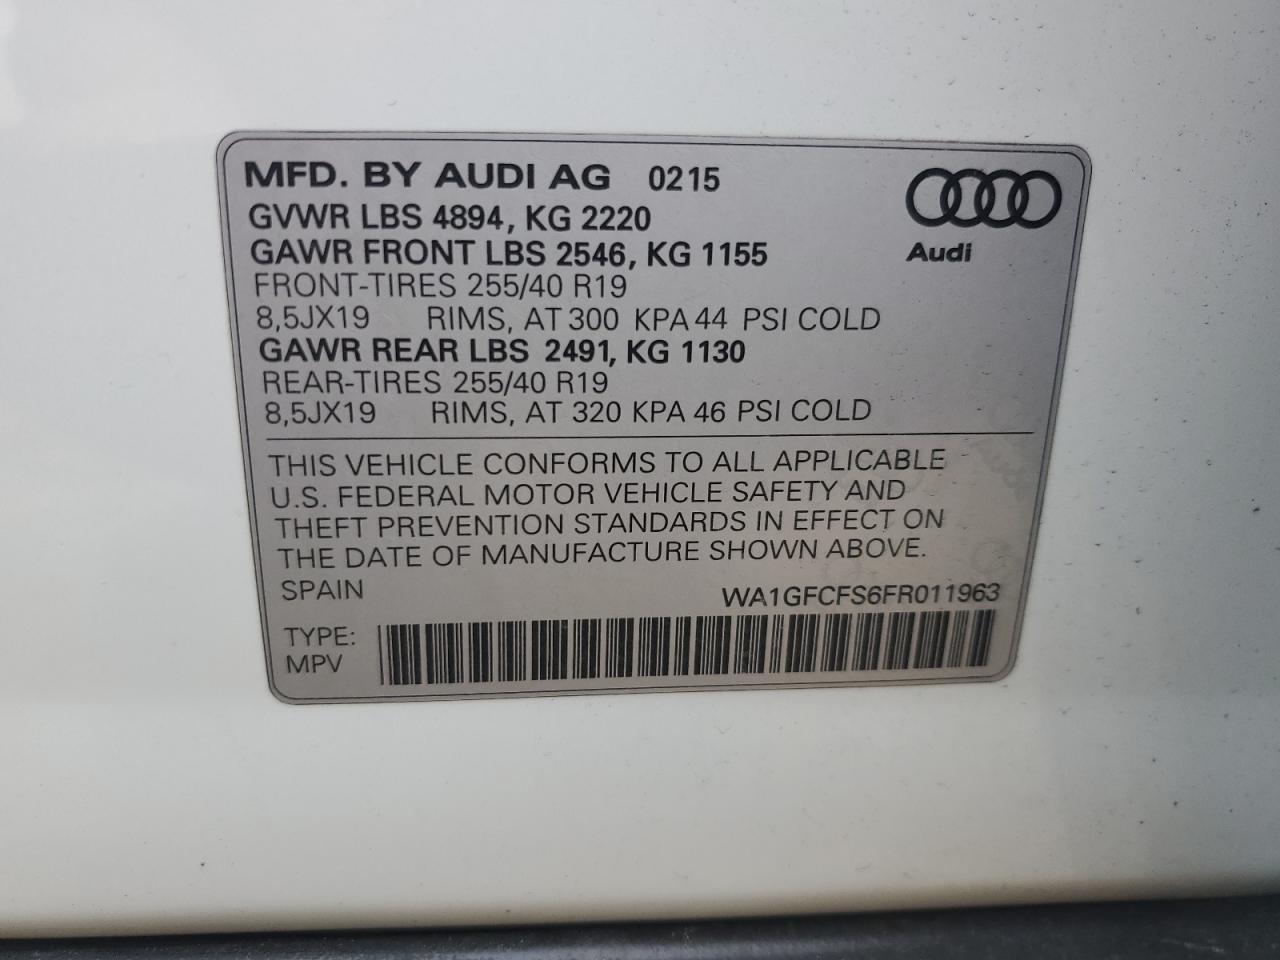 MFD. BY AUDI AG 0215
GVWR LBS 4894, KG 2220
GAWR FRONT LBS 2546, KG 1155
Audi
FRONT-TIRES 255/40 R19
8,5JX19 RIMS, AT 300 KPA 44 PSI COLD
GAWR REAR LBS 2491, KG 1130
REAR-TIRES 255/40 R19
8,5JX19 RIMS, AT 320 KPA 46 PSI COLD
THIS VEHICLE CONFORMS TO ALL APPLICABLE
U.S. FEDERAL MOTOR VEHICLE SAFETY AND
THEFT PREVENTION STANDARDS IN EFFECT ON
THE DATE OF MANUFACTURE SHOWN ABOVE.
SPAIN WA1GFCFS6FR011963
TYPE:
MPV